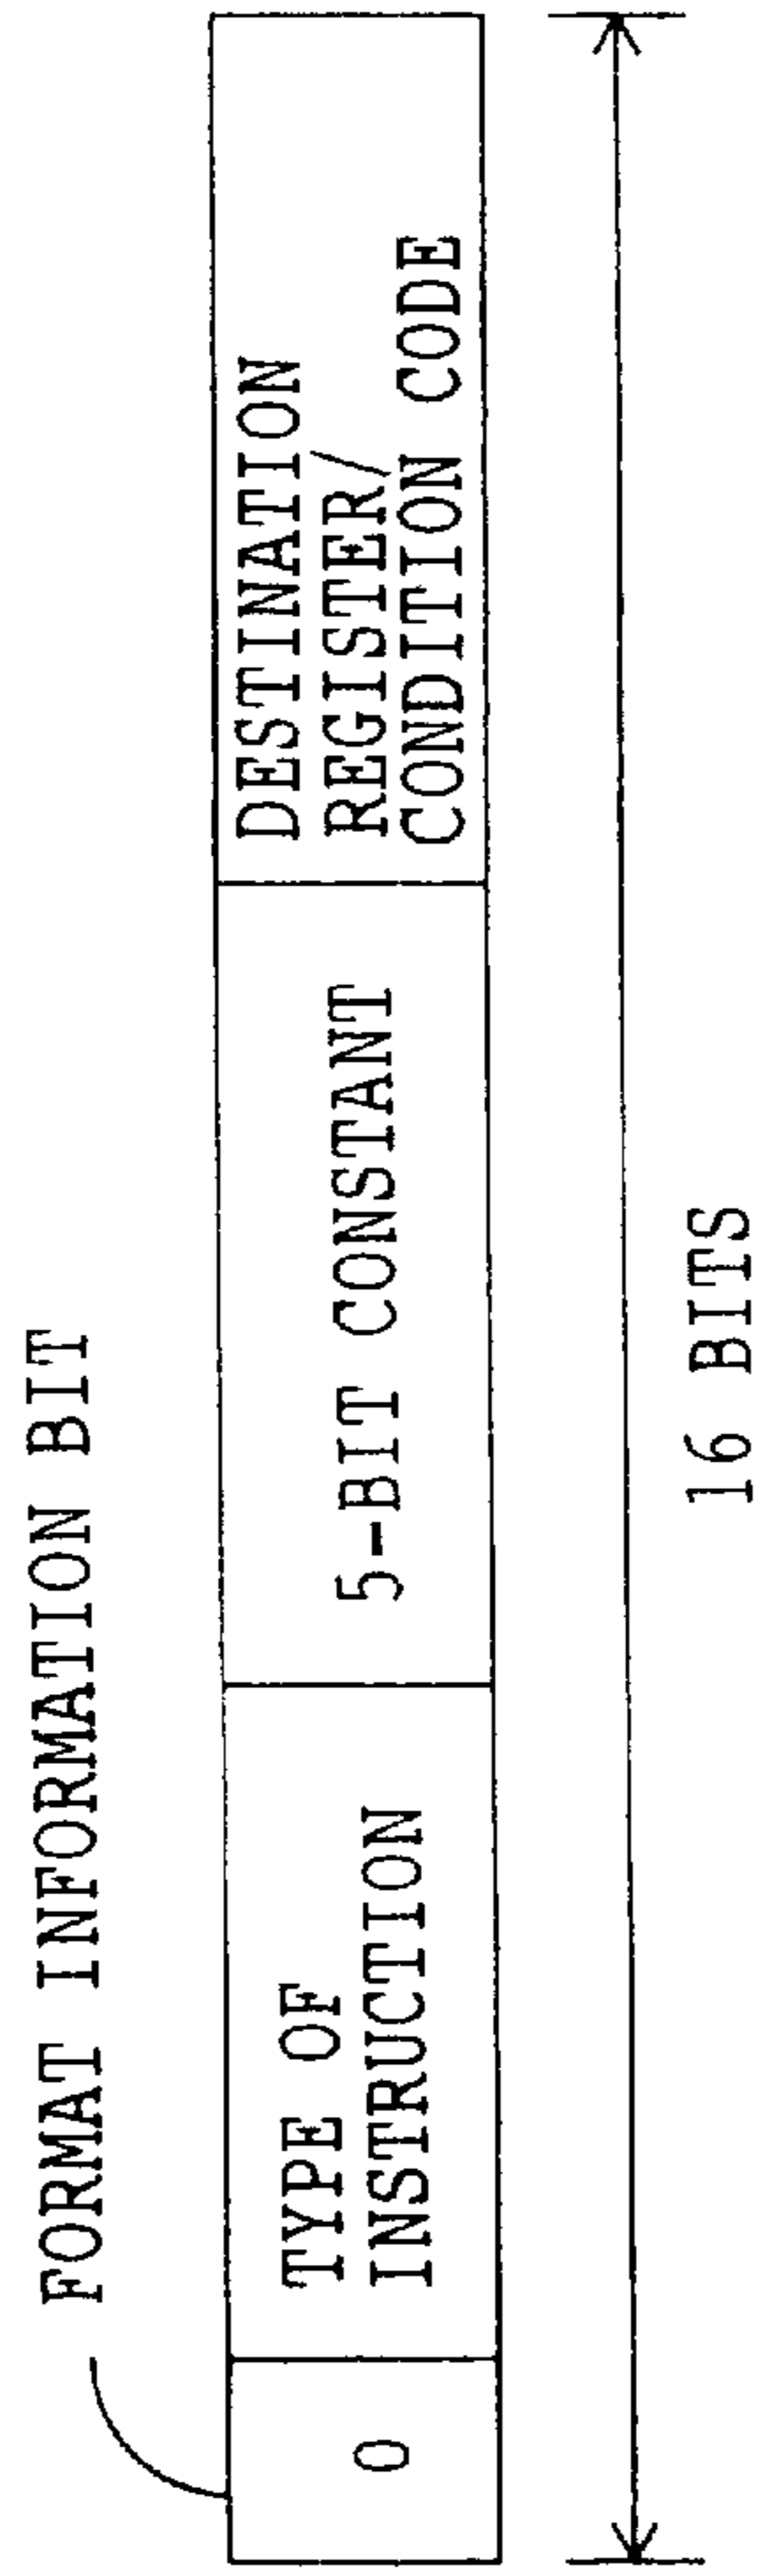 FORMAT INFORMATION BIT
0
TYPE OF
INSTRUCTION
5-BIT CONSTANT
DESTINATION
REGISTER/
CONDITION CODE
16 BITS